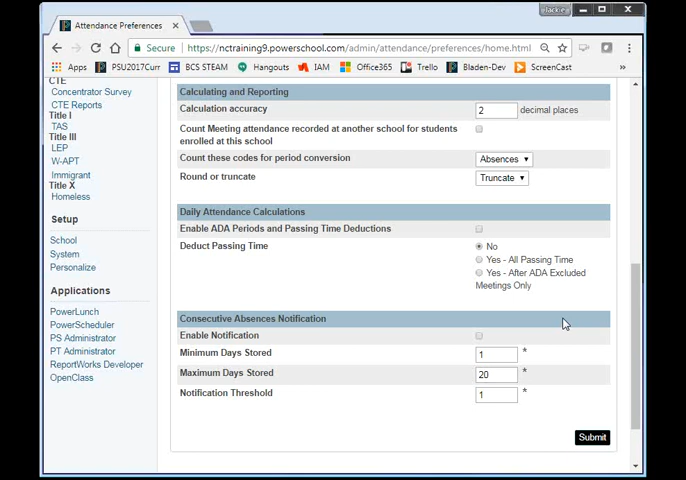 Attendance Preferences
Secure https://nctraining9.powerschool.com/admin/attendance/preferences/home.html
Apps PSU2017Curr BCS STEAM Hangouts IAM Office365 Trello Bladen-Dev ScreenCast
CTE
Concentrator Survey
CTE Reports
Title I
TAS
Title III
LEP
W-APT
Immigrant
Title X
Homeless
Setup
School
System
Personalize
Applications
PowerLunch
PowerScheduler
PS Administrator
PT Administrator
ReportWorks Developer
OpenClass
Calculating and Reporting
Calculation accuracy 2 decimal places
Count Meeting attendance recorded at another school for students
enrolled at this school
Count these codes for period conversion Absences
Round or truncate Truncate
Daily Attendance Calculations
Enable ADA Periods and Passing Time Deductions
Deduct Passing Time No
Yes - All Passing Time
Yes - After ADA Excluded
Meetings Only
Consecutive Absences Notification
Enable Notification
Minimum Days Stored 1 *
Maximum Days Stored 20 *
Notification Threshold 1 *
Submit